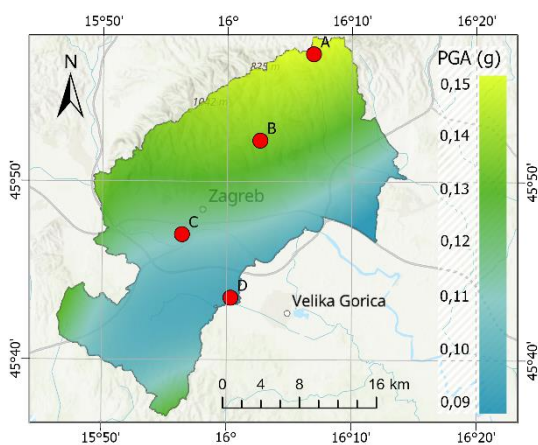 15°50' 16° 16°10' 16°20'
N
A
PGA (g)
825 m
0,15
1042 m
0,14
B
45°50' 0,13 45°50'
Zagreb
C
0,12
D
0,11
Velika Gorica
45°40' 0,10 45°40'
0 4 8 16 km
0,09
15°50' 16° 16°10' 16°20'